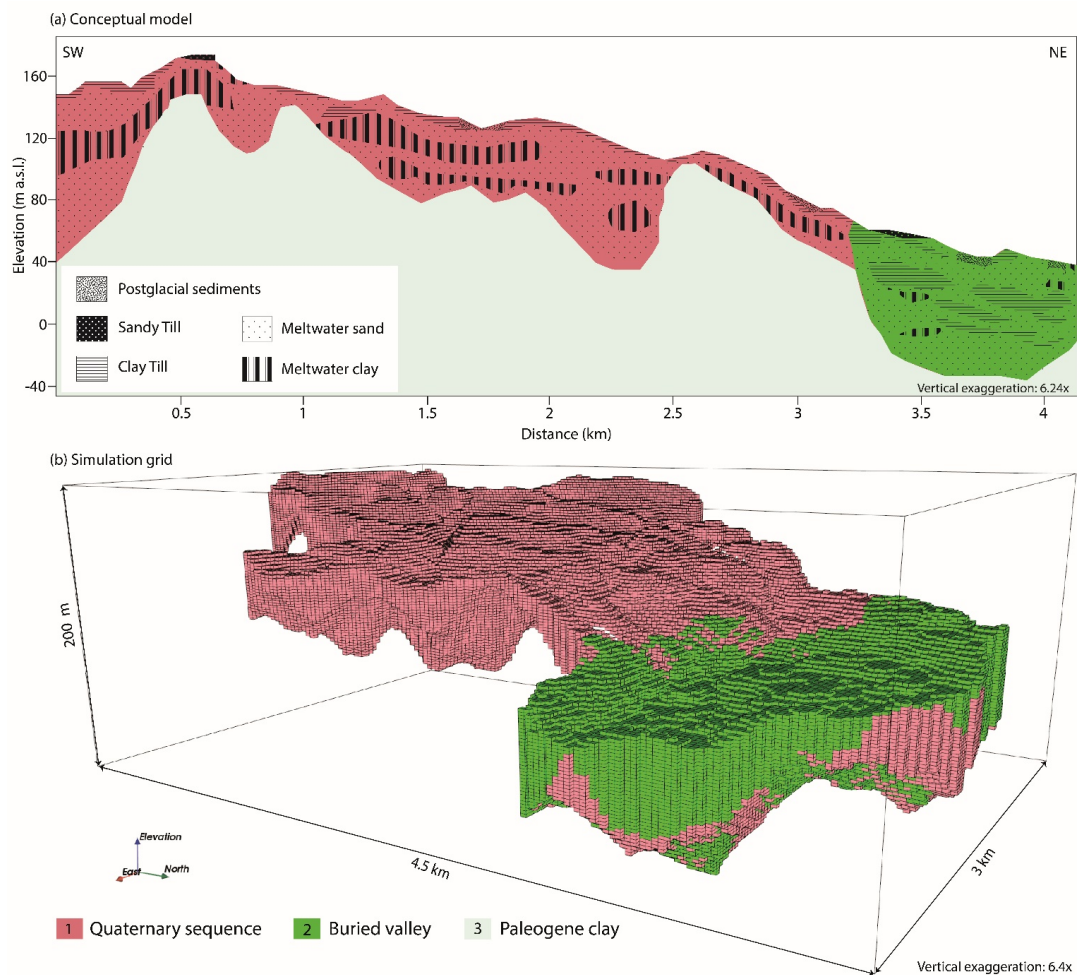 (a) Conceptual model
SW
NE
160
120
80
40
0
-40
Elevation (m a.s.l.)
Postglacial sediments
Sandy Till
Meltwater sand
Clay Till
Meltwater clay
Vertical exaggeration: 6.24x
0.5
1
1.5
2
2.5
3
3.5
4
Distance (km)
(b) Simulation grid
200 m
4.5 km
3 km
Elevation
East
North
1 Quaternary sequence
2 Buried valley
3 Paleogene clay
Vertical exaggeration: 6.4x